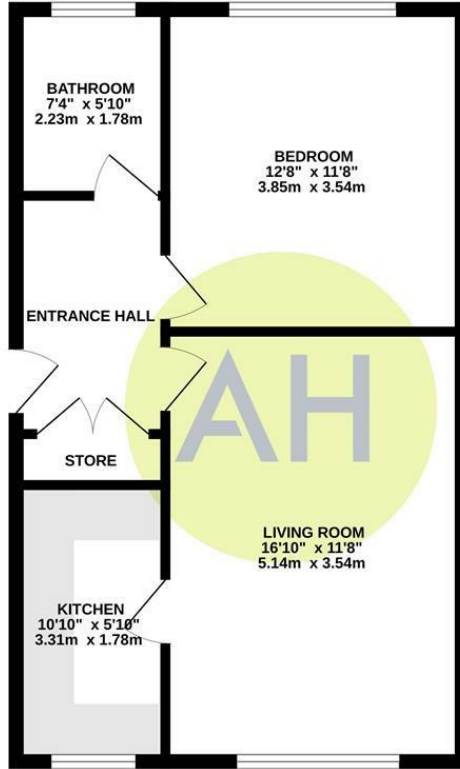 BATHROOM
7'4" x 5'10"
2.23m x 1.78m
BEDROOM
12'8" x 11'8"
3.85m x 3.54m
ENTRANCE HALL
AH
STORE
LIVING ROOM
16'10" x 11'8"
5.14m x 3.54m
KITCHEN
10'10" x 5'10"
3.31m x 1.78m